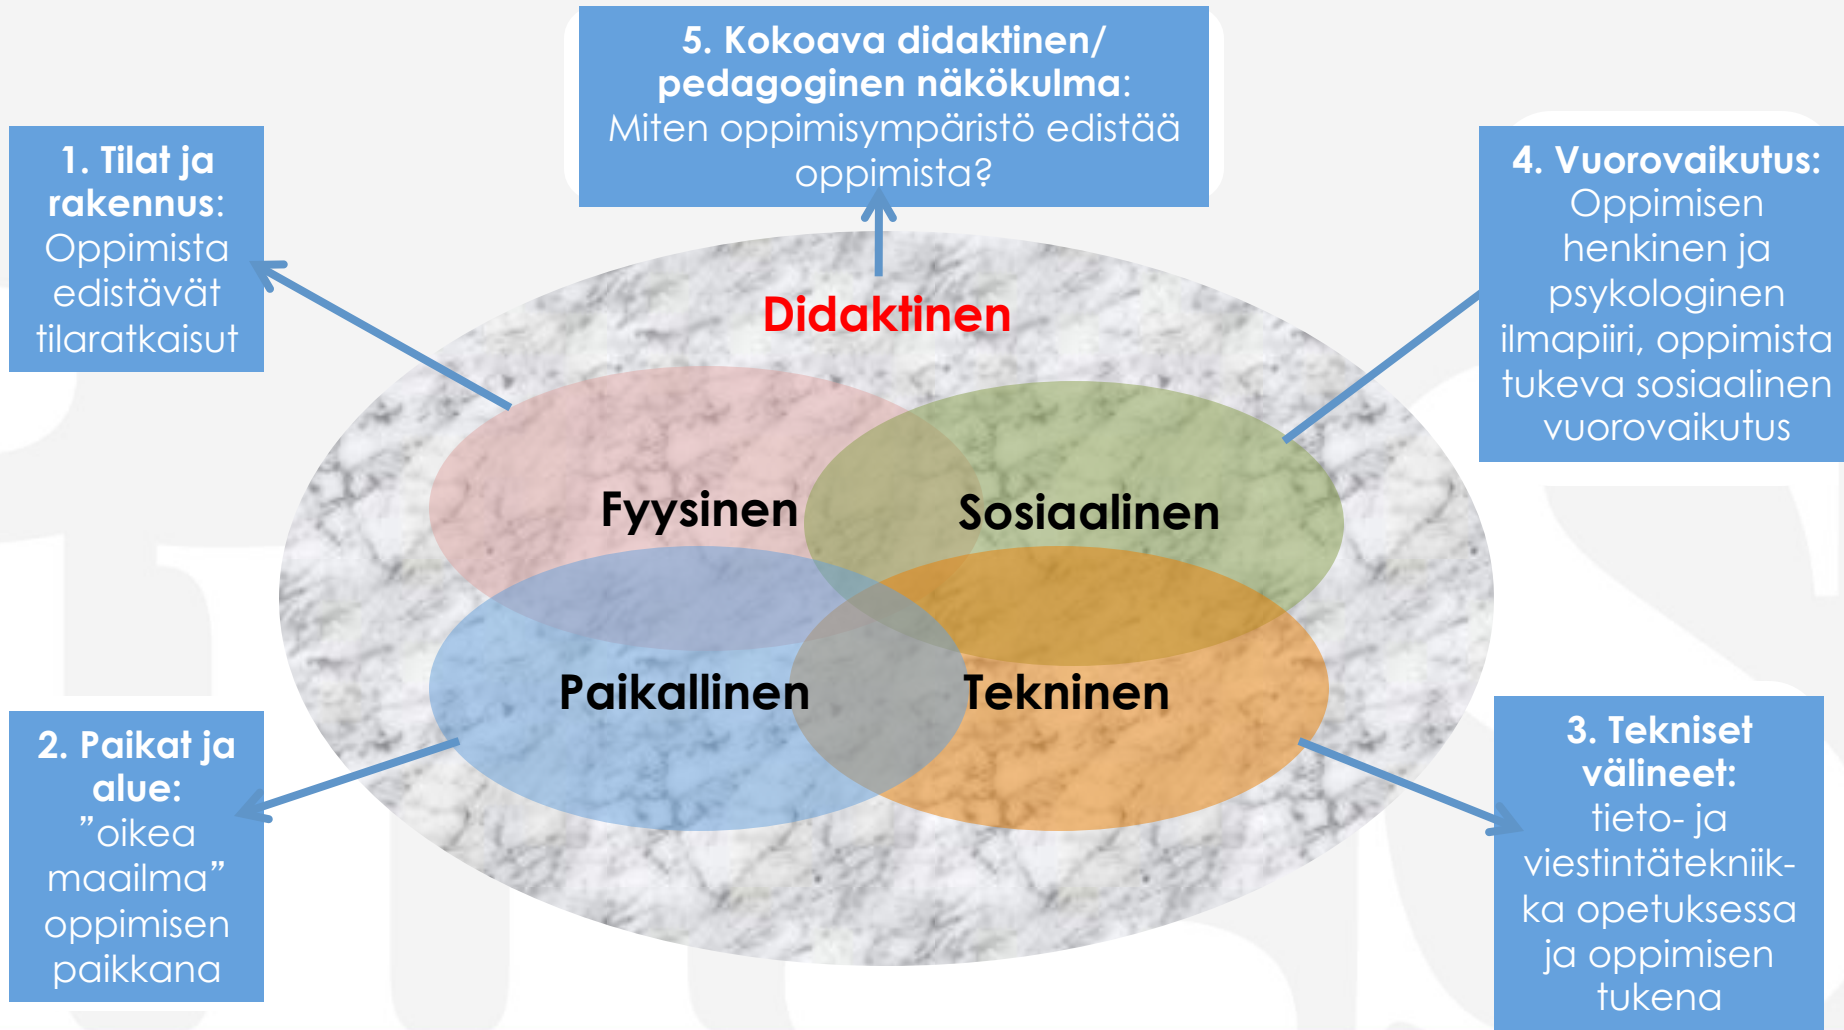 5. Kokoava didaktinen/
pedagoginen näkökulma:
Miten oppimisympäristö edistää
oppimista?
1. Tilat ja
rakennus:
Oppimista
edistävät
tilaratkaisut
4. Vuorovaikutus:
Oppimisen
henkinen ja
psykologinen
ilmapiiri, oppimista
tukeva sosiaalinen
vuorovaikutus
Didaktinen
Fyysinen
Sosiaalinen
Paikallinen
Tekninen
2. Paikat ja
alue:
”oikea
maailma”
oppimisen
paikkana
3. Tekniset
välineet:
tieto- ja
viestintätekniik-
ka opetuksessa
ja oppimisen
tukena